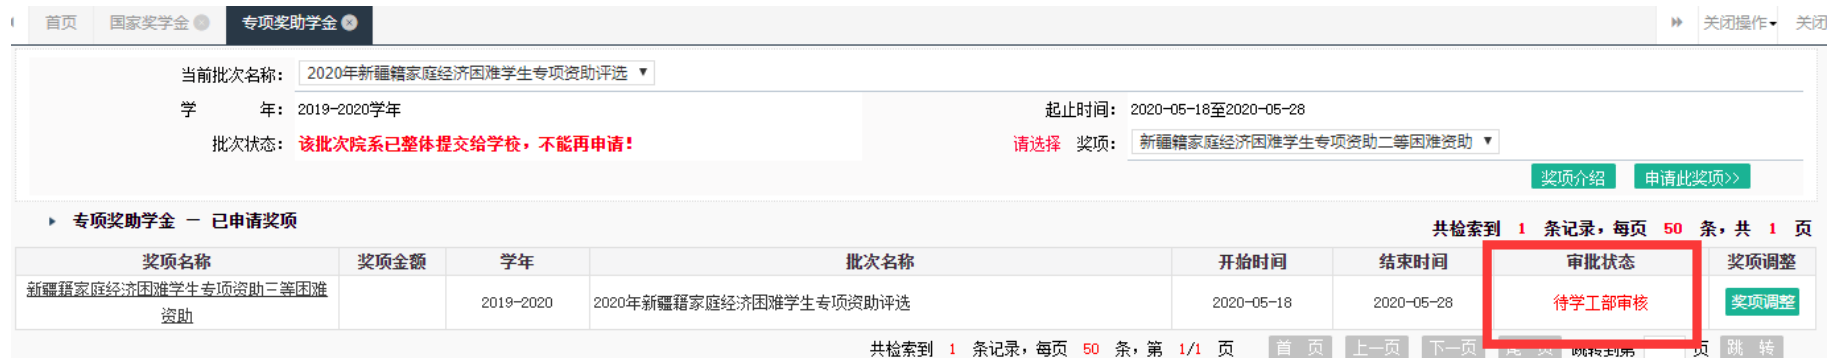 首页 国家奖学金 专项奖助学金 关闭操作 关闭
当前批次名称: 2020年新疆籍家庭经济困难学生专项资助评选
学 年: 2019-2020学年 起止时间: 2020-05-18至2020-05-28
批次状态: 该批次院系已整体提交给学校，不能再申请! 请选择 奖项: 新疆籍家庭经济困难学生专项资助二等困难资助
奖项介绍 申请此奖项>>
专项奖助学金 － 已申请奖项
共检索到 1 条记录，每页 50 条，共 1 页
奖项名称 奖项金额 学年 批次名称 开始时间 结束时间 审批状态 奖项调整
新疆籍家庭经济困难学生专项资助三等困难
资助 2019-2020 2020年新疆籍家庭经济困难学生专项资助评选 2020-05-18 2020-05-28 待学工部审核 奖项调整
共检索到 1 条记录，每页 50 条，第 1/1 页 首 页 上一页 下一页 尾 页 跳转到第 页 跳 转